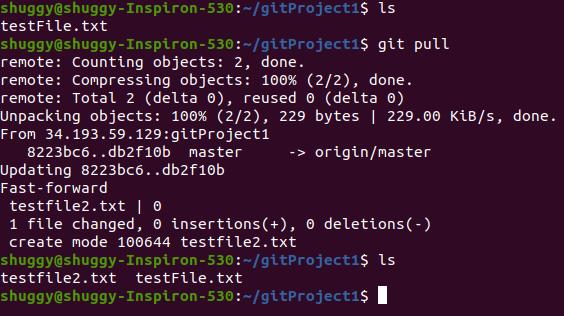 shuggy@shuggy-Inspiron-530:~/gitProject1$ ls
testFile.txt
shuggy@shuggy-Inspiron-530:~/gitProject1$ git pull
remote: Counting objects: 2, done.
remote: Compressing objects: 100% (2/2), done.
remote: Total 2 (delta 0), reused 0 (delta 0)
Unpacking objects: 100% (2/2), 229 bytes | 229.00 KiB/s, done.
From 34.193.59.129:gitProject1
   8223bc6..db2f10b  master     -> origin/master
Updating 8223bc6..db2f10b
Fast-forward
 testfile2.txt | 0
 1 file changed, 0 insertions(+), 0 deletions(-)
 create mode 100644 testfile2.txt
shuggy@shuggy-Inspiron-530:~/gitProject1$ ls
testfile2.txt  testFile.txt
shuggy@shuggy-Inspiron-530:~/gitProject1$